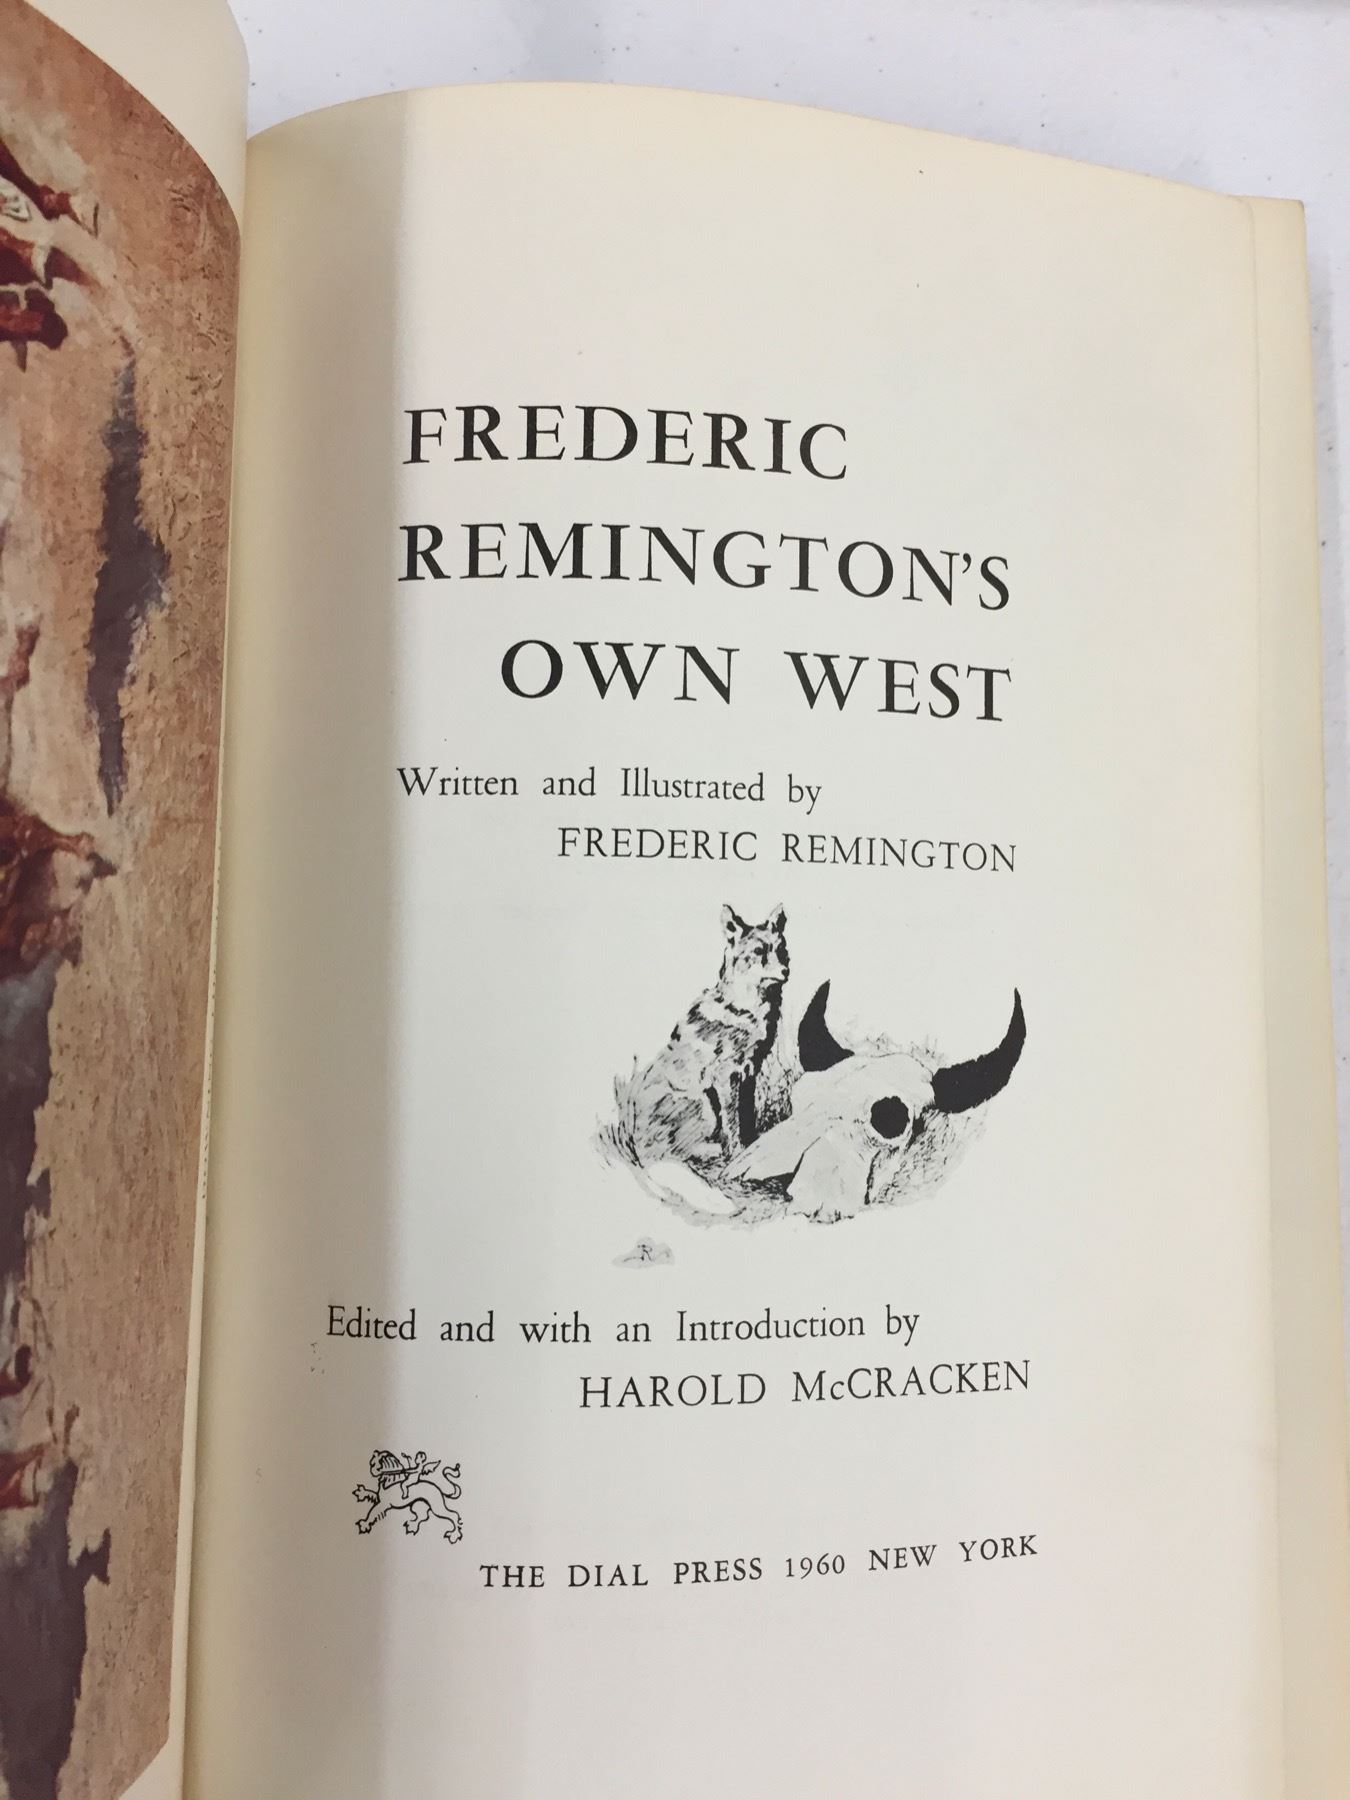 FREDERIC
REMINGTON'S
OWN WEST
Written and Illustrated by
FREDERIC REMINGTON
R
Edited and with an Introduction by
HAROLD McCRACKEN
THE DIAL PRESS 1960 NEW YORK